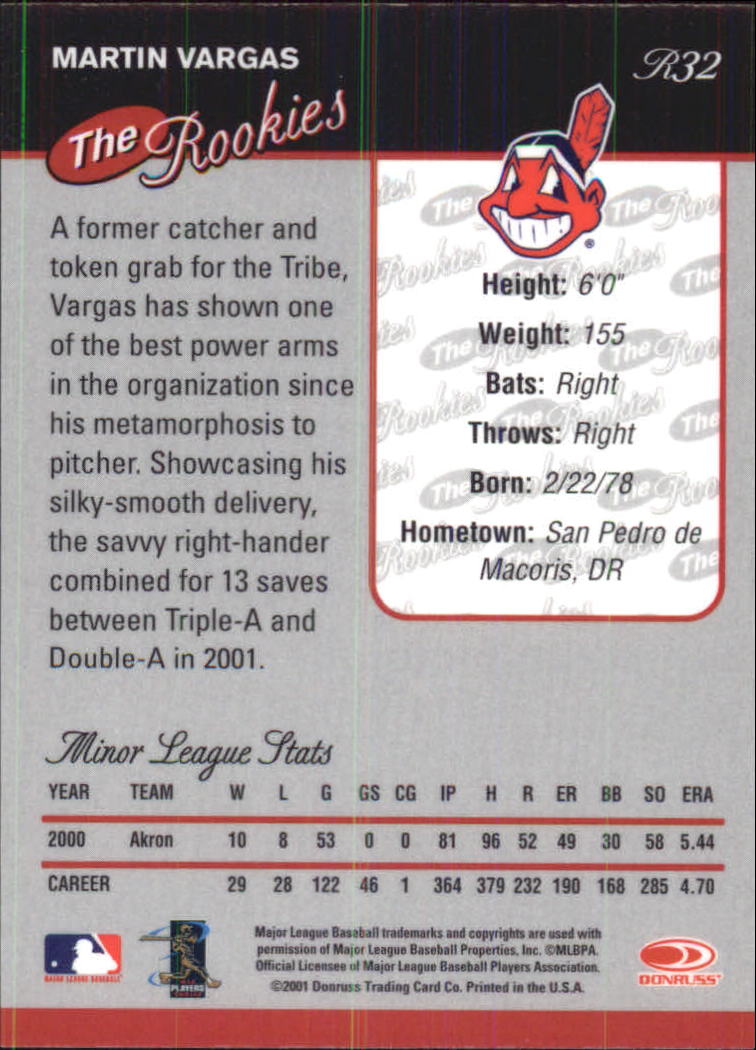 MARTIN VARGAS
R32
The Rookies
A former catcher and
token grab for the Tribe,
Vargas has shown one
of the best power arms
in the organization since
his metamorphosis to
pitcher. Showcasing his
silky-smooth delivery,
the savvy right-hander
combined for 13 saves
between Triple-A and
Double-A in 2001.
®
Height: 6'0"
Weight: 155
Bats: Right
Throws: Right
Born: 2/22/78
Hometown: San Pedro de
Macoris, DR
Minor League Stats
YEAR TEAM W L G GS CG IP H R ER BB SO ERA
2000 Akron 10 8 53 0 0 81 96 52 49 30 58 5.44
CAREER 29 28 122 46 1 364 379 232 190 168 285 4.70
MAJOR LEAGUE BASEBALL
PLAYERS
CHOICE
Major League Baseball trademarks and copyrights are used with
permission of Major League Baseball Properties, Inc. ©MLBPA.
Official Licensee of Major League Baseball Players Association.
©2001 Donruss Trading Card Co. Printed in the U.S.A.
DONRUSS